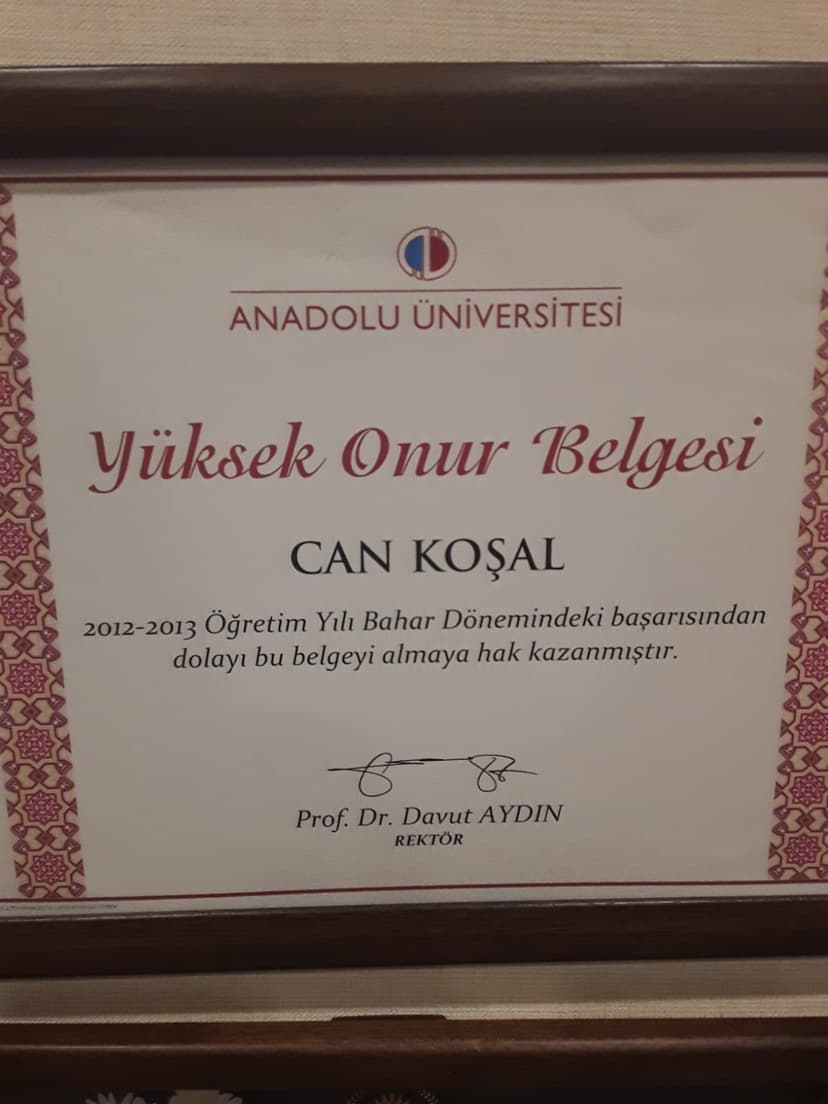 ANADOLU ÜNİVERSİTESİ
Yüksek Onur Belgesi
CAN KOŞAL
2012-2013 Öğretim Yılı Bahar Dönemindeki başarısından
dolayı bu belgeyi almaya hak kazanmıştır.
Prof. Dr. Davut AYDIN
REKTÖR